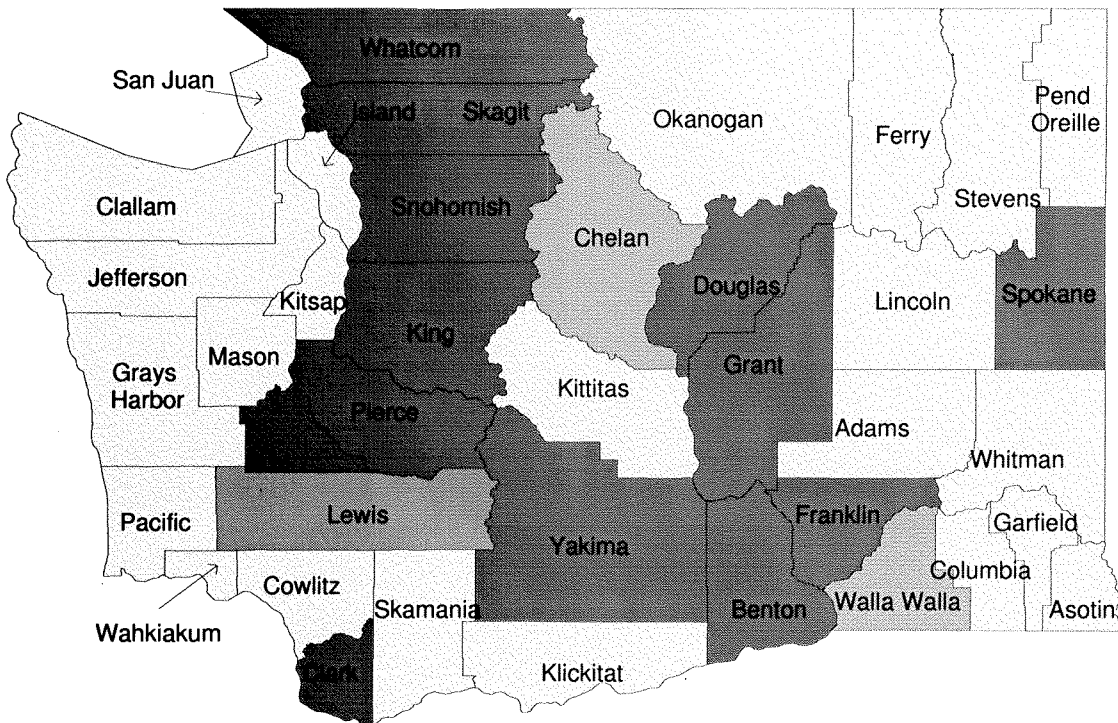 Whatcom
San Juan
Island
Skagit
Okanogan
Ferry
Pend
Oreille
Stevens
Clallam
Snohomish
Chelan
Jefferson
Kitsap
Douglas
Lincoln
Spokane
King
Mason
Grant
Grays
Harbor
Kittitas
Pierce
Adams
Whitman
Pacific
Lewis
Yakima
Franklin
Garfield
Columbia
Cowlitz
Skamania
Benton
Walla Walla
Asotin
Wahkiakum
Clark
Klickitat